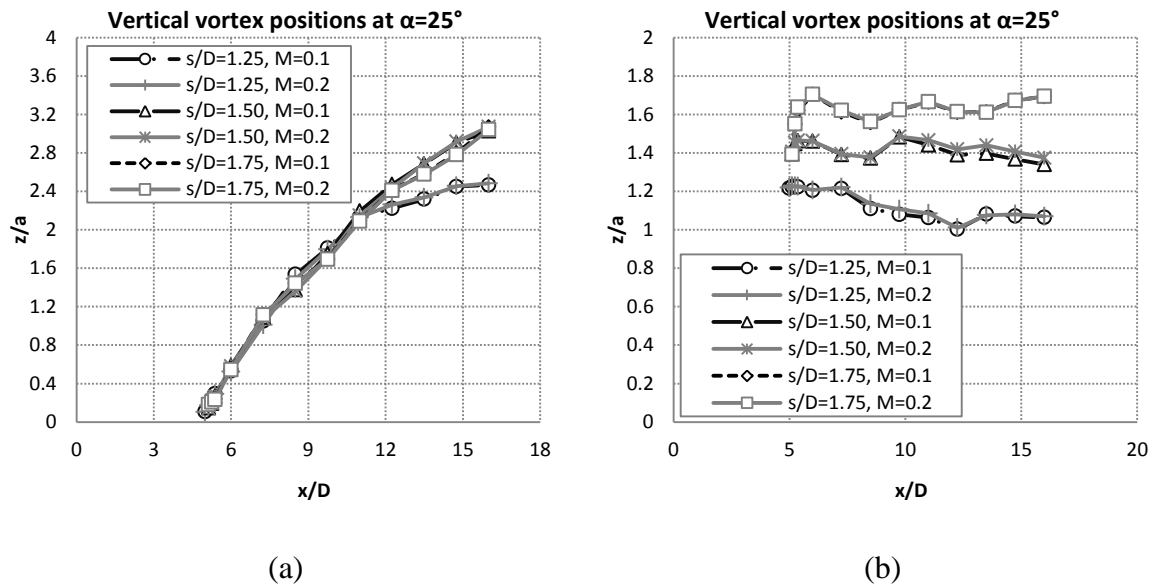 Vertical vortex positions at α=25°
4
3.6
3.2
2.8
2.4
2
1.6
1.2
0.8
0.4
0
z/a
s/D=1.25, M=0.1
s/D=1.25, M=0.2
s/D=1.50, M=0.1
s/D=1.50, M=0.2
s/D=1.75, M=0.1
s/D=1.75, M=0.2
0 3 6 9 12 15 18
x/D
(a)
Vertical vortex positions at α=25°
2
1.8
1.6
1.4
1.2
1
0.8
0.6
0.4
0.2
0
z/a
s/D=1.25, M=0.1
s/D=1.25, M=0.2
s/D=1.50, M=0.1
s/D=1.50, M=0.2
s/D=1.75, M=0.1
s/D=1.75, M=0.2
0 5 10 15 20
x/D
(b)